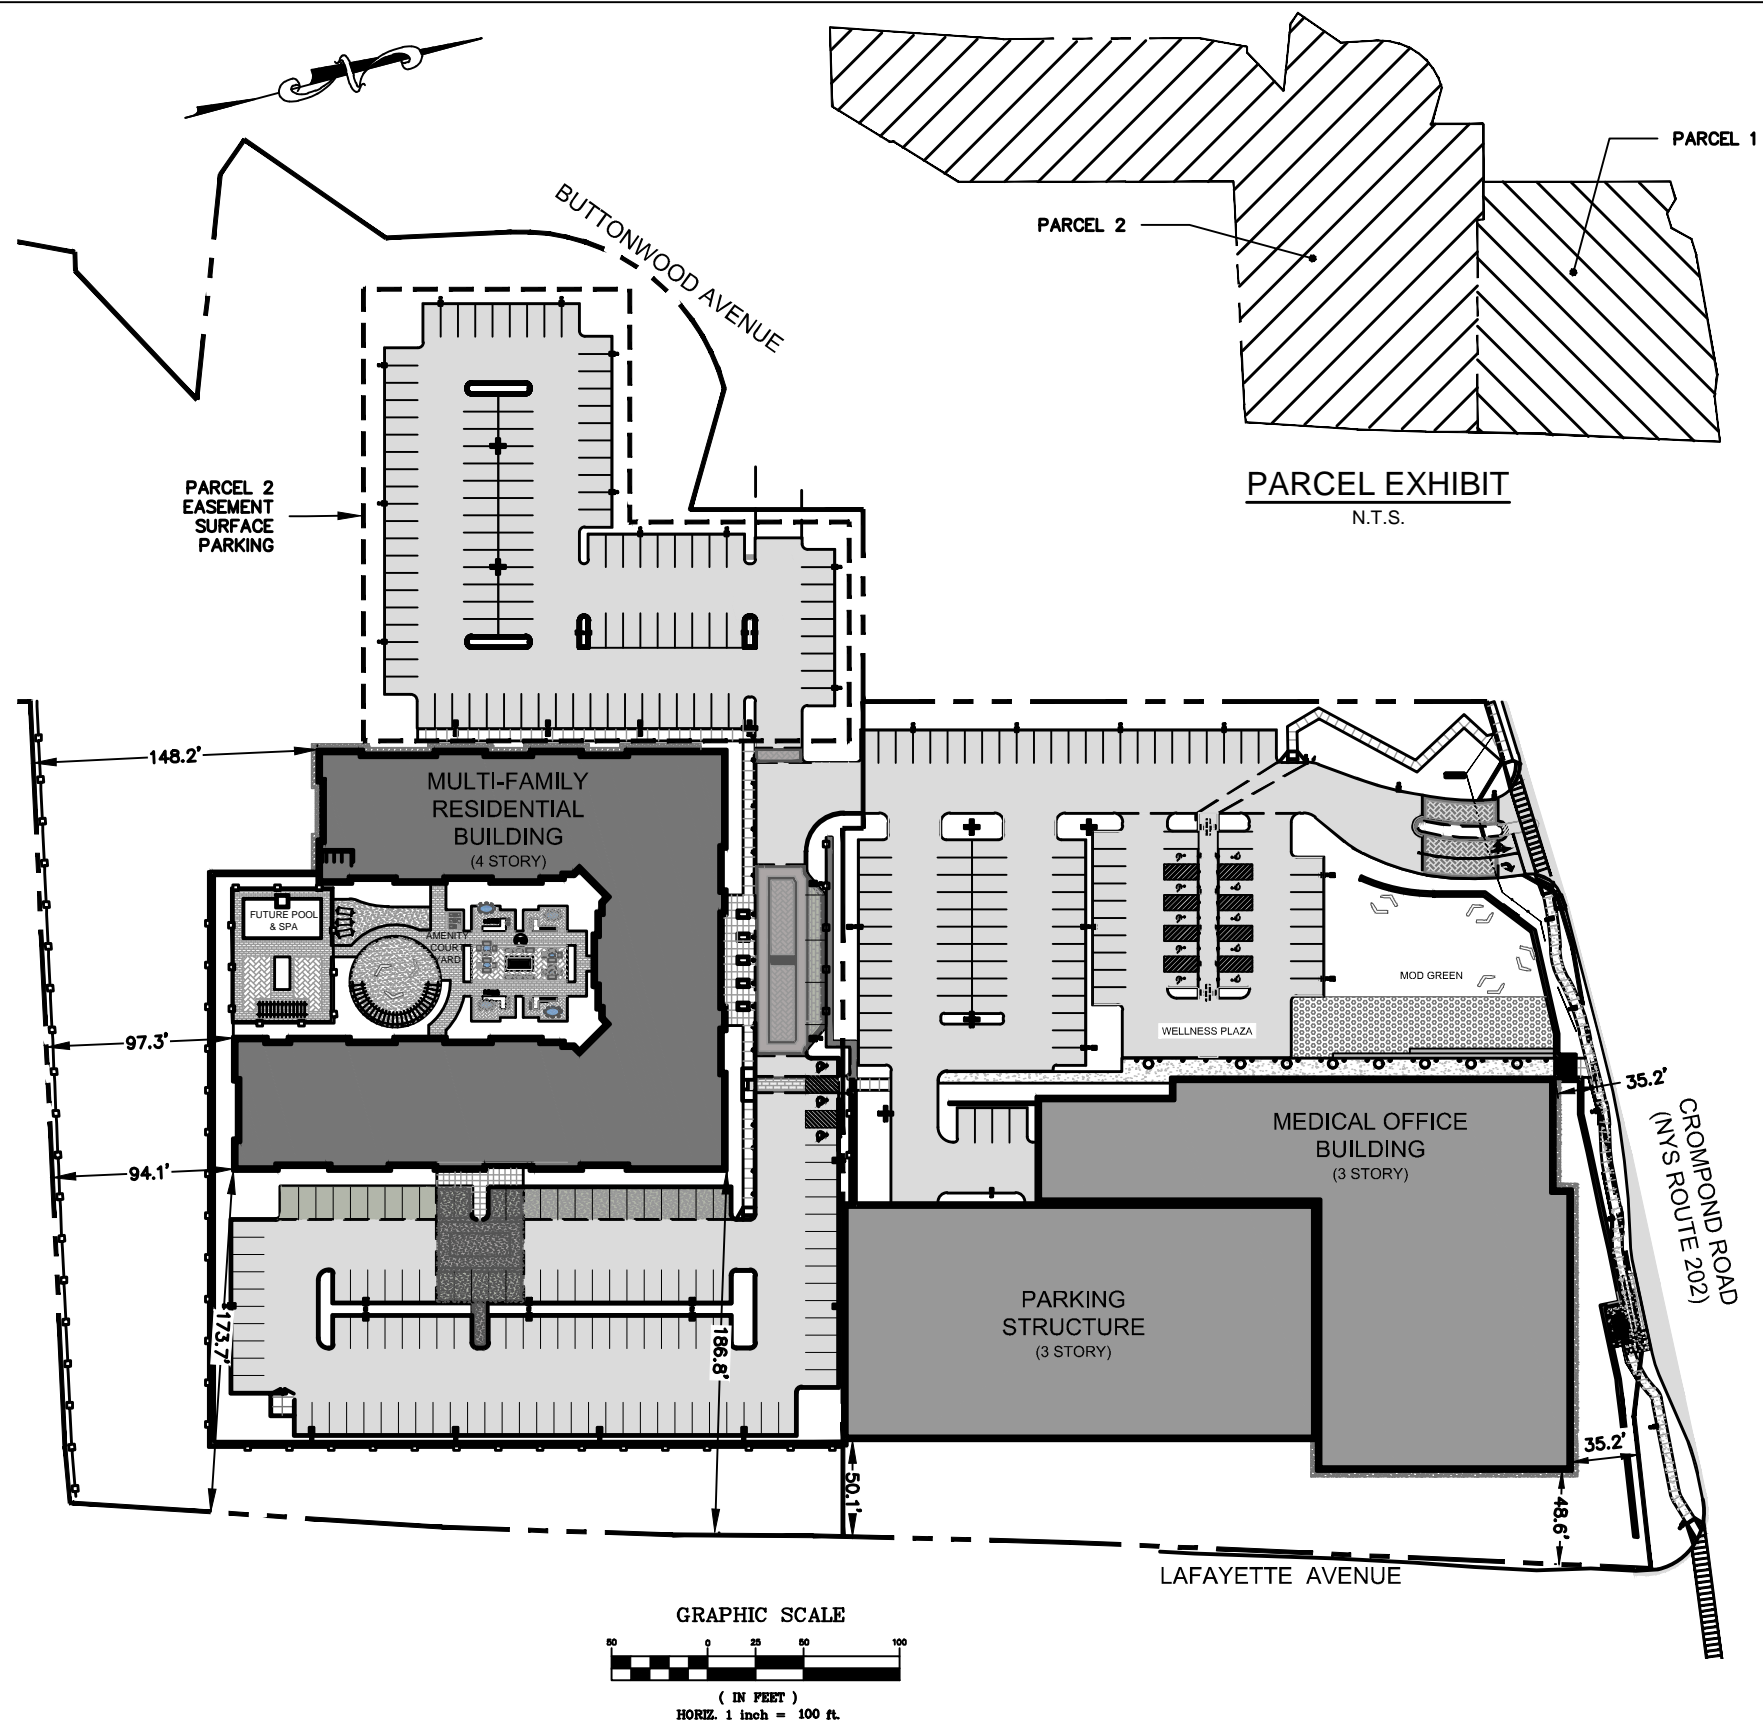 BUTTONWOOD AVENUE
PARCEL 1
PARCEL 2
PARCEL EXHIBIT
N.T.S.
PARCEL 2
EASEMENT
SURFACE
PARKING
148.2'
MULTI-FAMILY
RESIDENTIAL
BUILDING
(4 STORY)
FUTURE POOL
& SPA
AMENITY
COURT
YARD
97.3'
94.1'
173.7'
186.8'
MOD GREEN
WELLNESS PLAZA
MEDICAL OFFICE
BUILDING
(3 STORY)
35.2'
CROMPOND ROAD
(NYS ROUTE 202)
PARKING
STRUCTURE
(3 STORY)
35.2'
50.1'
48.6'
LAFAYETTE AVENUE
GRAPHIC SCALE
50 0 25 50 100
( IN FEET )
HORIZ. 1 inch = 100 ft.